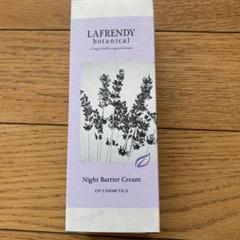 LAFRENDY
botanical
Night Barrier Cream
CP COSMETICS